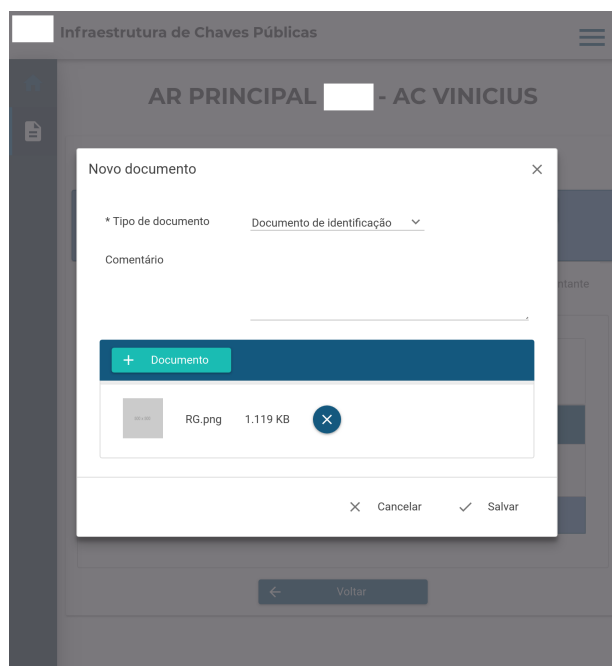 Infraestrutura de Chaves Públicas
AR PRINCIPAL - AC VINICIUS
Novo documento
* Tipo de documento Documento de identificação
Comentário
ntante
Documento
RG.png 1.119 KB
Cancelar Salvar
Voltar